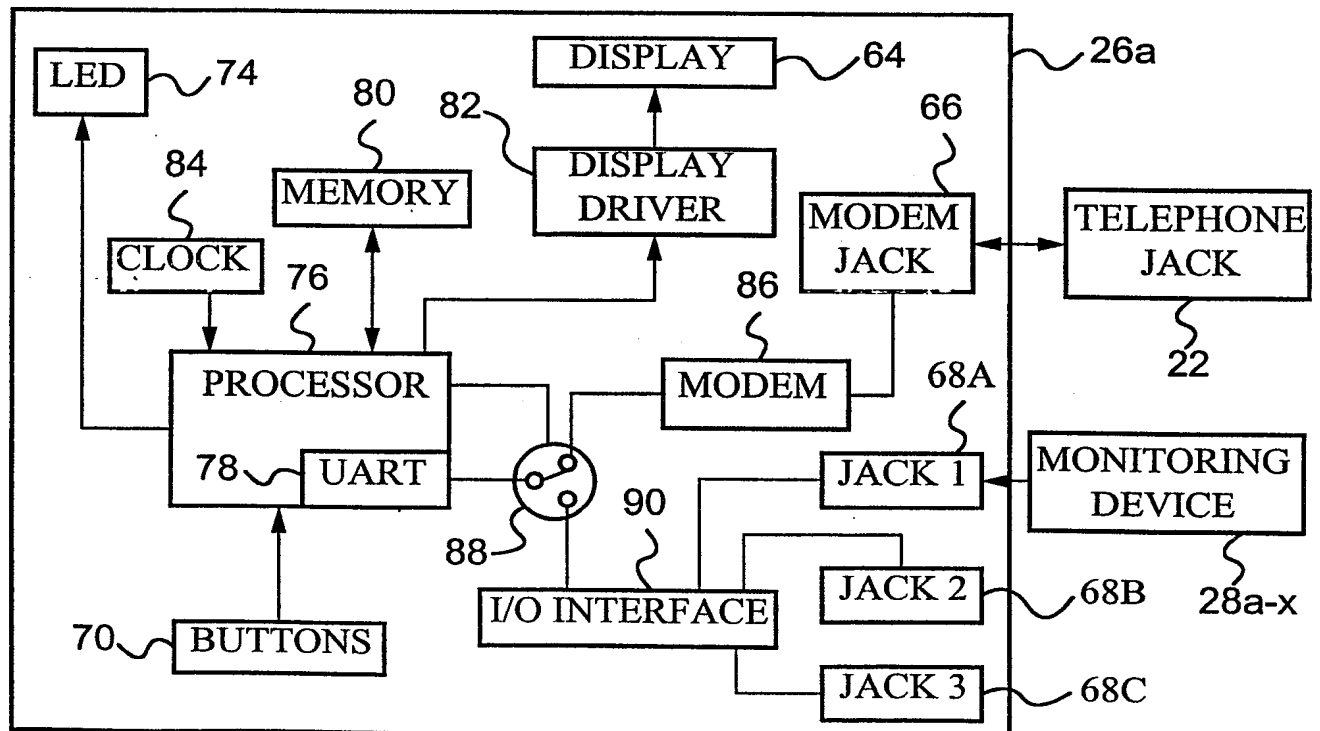 LED
74
DISPLAY
64
26a
80
82
66
84
MEMORY
DISPLAY
DRIVER
MODEM
JACK
TELEPHONE
JACK
CLOCK
76
86
22
PROCESSOR
MODEM
68A
78
UART
JACK 1
MONITORING
DEVICE
88
90
I/O INTERFACE
JACK 2
68B
28a-x
70
BUTTONS
JACK 3
68C